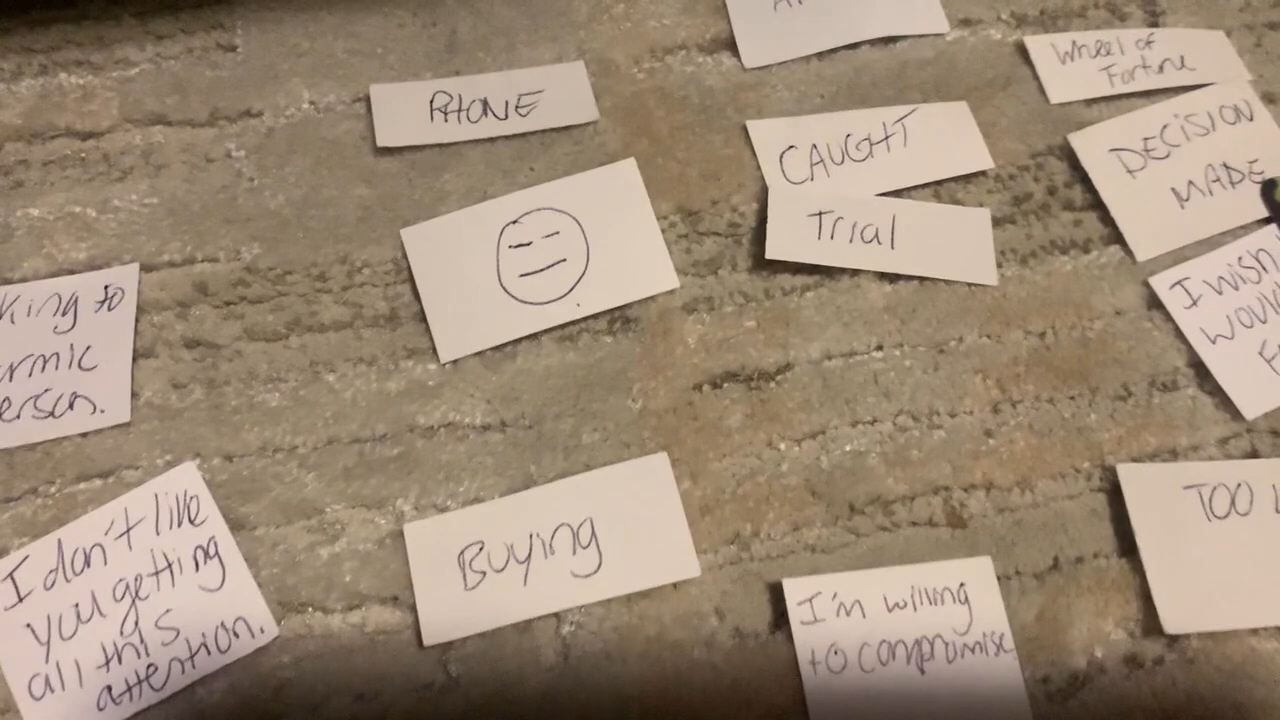 Wheel of
Fortune
PHONE
CAUGHT
DECISION
MADE
Trial
I wish
WOUL
king to
rmic
erson.
I don't like
you getting
all this
attention.
Buying
TOO
I'm willing
to compromise